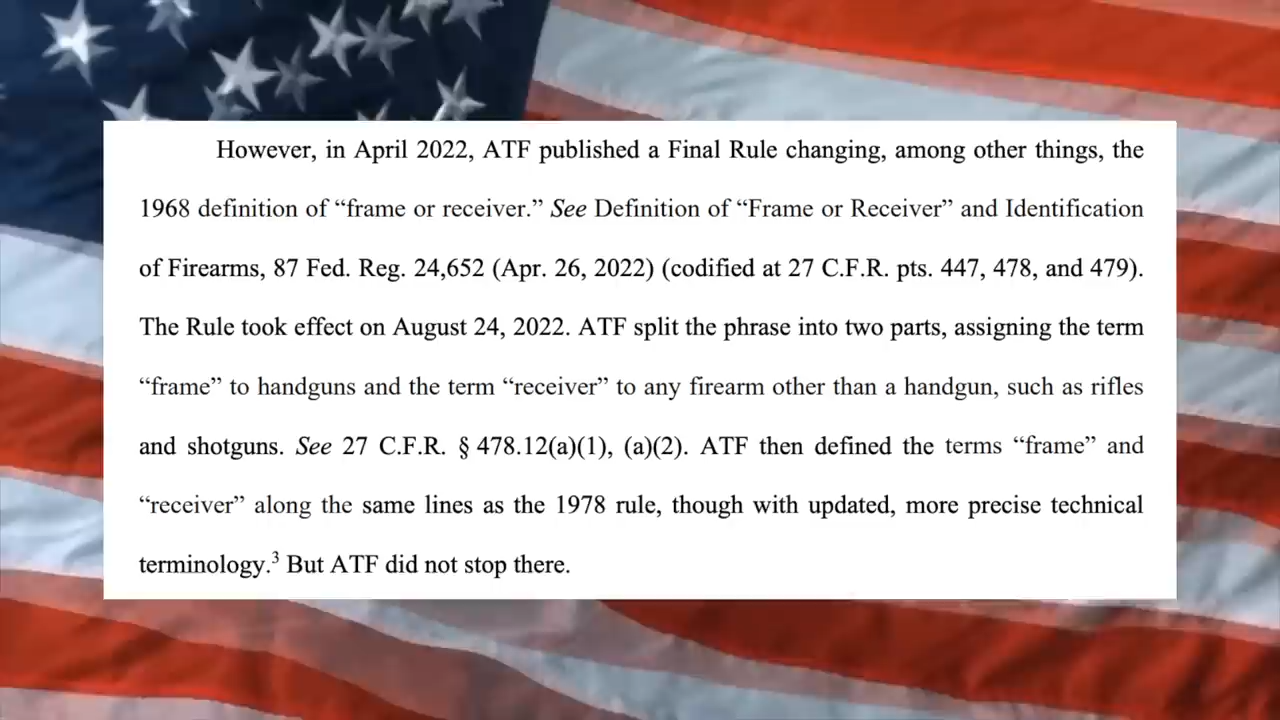 However, in April 2022, ATF published a Final Rule changing, among other things, the
1968 definition of “frame or receiver.” See Definition of “Frame or Receiver” and Identification
of Firearms, 87 Fed. Reg. 24,652 (Apr. 26, 2022) (codified at 27 C.F.R. pts. 447, 478, and 479).
The Rule took effect on August 24, 2022. ATF split the phrase into two parts, assigning the term
“frame” to handguns and the term “receiver” to any firearm other than a handgun, such as rifles
and shotguns. See 27 C.F.R. § 478.12(a)(1), (a)(2). ATF then defined the terms “frame” and
“receiver” along the same lines as the 1978 rule, though with updated, more precise technical
terminology.³ But ATF did not stop there.